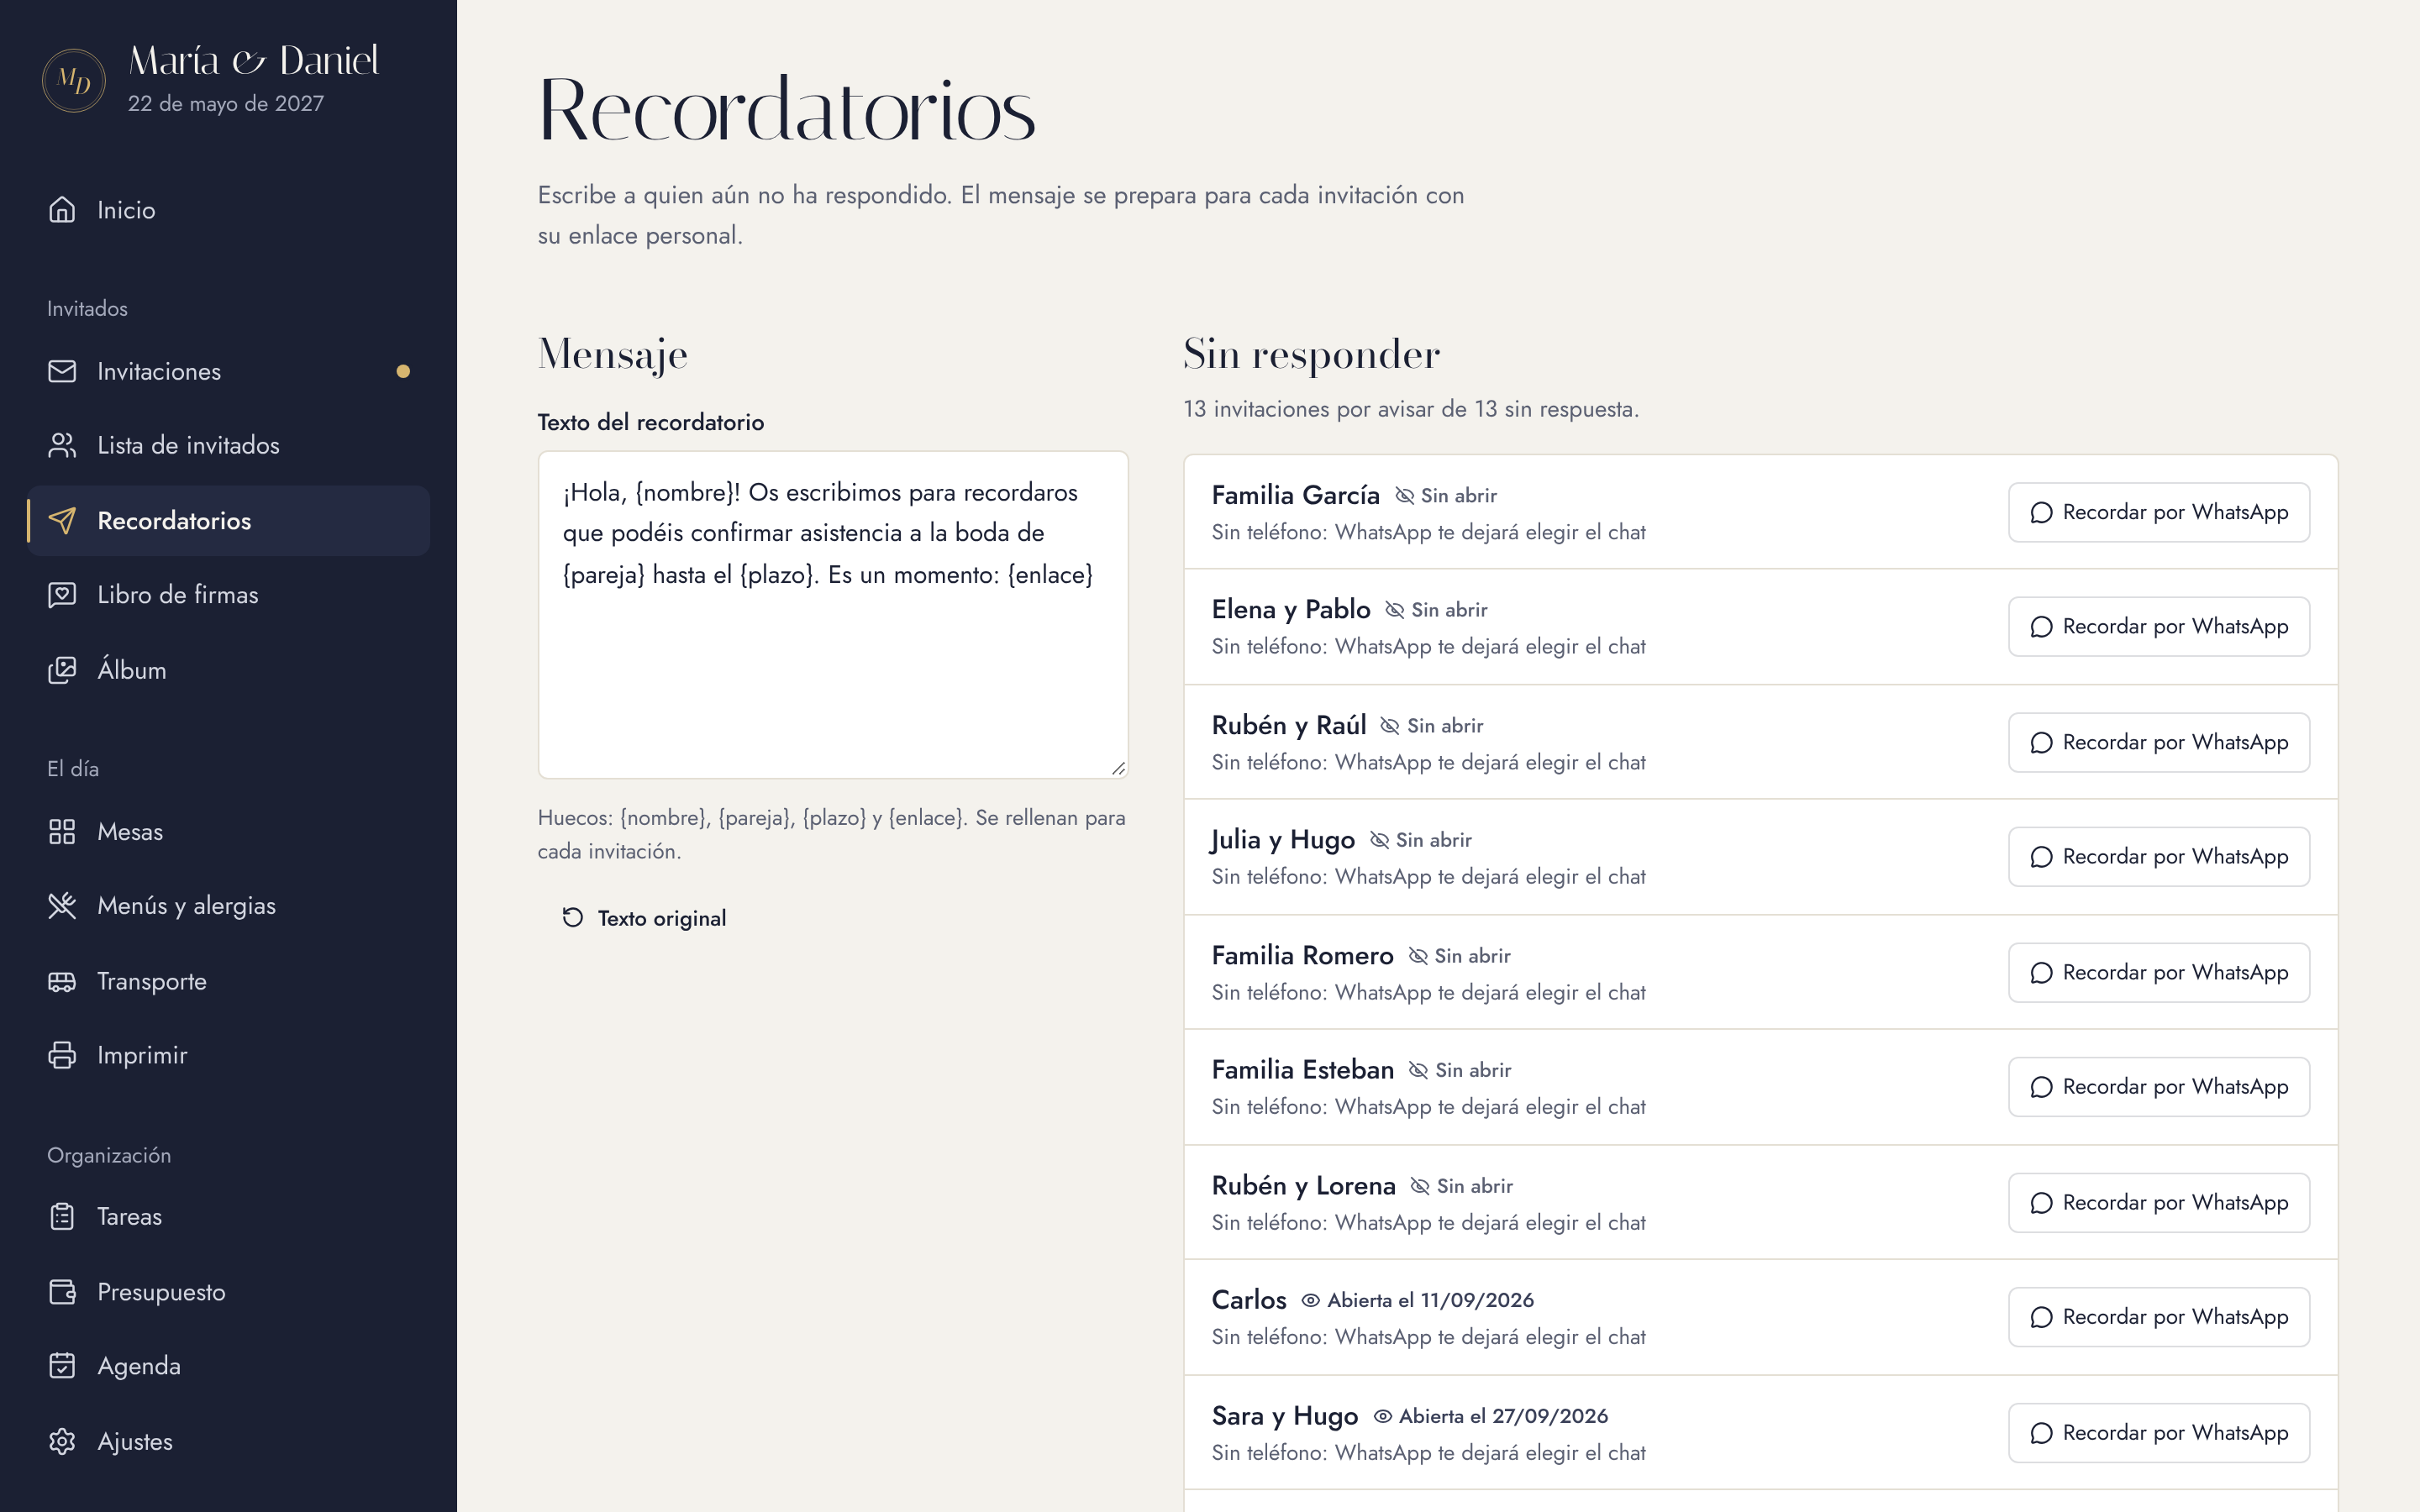 MD
María & Daniel
22 de mayo de 2027
Inicio
Invitados
Invitaciones
Lista de invitados
Recordatorios
Libro de firmas
Álbum
El día
Mesas
Menús y alergias
Transporte
Imprimir
Organización
Tareas
Presupuesto
Agenda
Ajustes
Recordatorios
Escribe a quien aún no ha respondido. El mensaje se prepara para cada invitación con
su enlace personal.
Mensaje
Texto del recordatorio
¡Hola, {nombre}! Os escribimos para recordaros
que podéis confirmar asistencia a la boda de
{pareja} hasta el {plazo}. Es un momento: {enlace}
Huecos: {nombre}, {pareja}, {plazo} y {enlace}. Se rellenan para
cada invitación.
Texto original
Sin responder
13 invitaciones por avisar de 13 sin respuesta.
Familia García Sin abrir
Sin teléfono: WhatsApp te dejará elegir el chat
Recordar por WhatsApp
Elena y Pablo Sin abrir
Sin teléfono: WhatsApp te dejará elegir el chat
Recordar por WhatsApp
Rubén y Raúl Sin abrir
Sin teléfono: WhatsApp te dejará elegir el chat
Recordar por WhatsApp
Julia y Hugo Sin abrir
Sin teléfono: WhatsApp te dejará elegir el chat
Recordar por WhatsApp
Familia Romero Sin abrir
Sin teléfono: WhatsApp te dejará elegir el chat
Recordar por WhatsApp
Familia Esteban Sin abrir
Sin teléfono: WhatsApp te dejará elegir el chat
Recordar por WhatsApp
Rubén y Lorena Sin abrir
Sin teléfono: WhatsApp te dejará elegir el chat
Recordar por WhatsApp
Carlos Abierta el 11/09/2026
Sin teléfono: WhatsApp te dejará elegir el chat
Recordar por WhatsApp
Sara y Hugo Abierta el 27/09/2026
Sin teléfono: WhatsApp te dejará elegir el chat
Recordar por WhatsApp